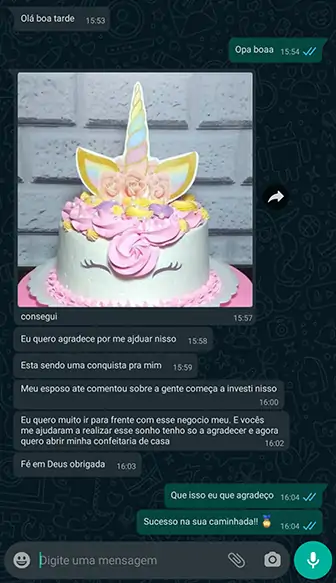 Olá boa tarde 15:53
Opa boaa 15:54
consegui 15:57
Eu quero agradece por me ajduar nisso 15:58
Esta sendo uma conquista pra mim 15:59
Meu esposo ate comentou sobre a gente começa a investi nisso
16:00
Eu quero muito ir para frente com esse negocio meu. E vocês
me ajudaram a realizar esse sonho tenho so a agradecer e agora
quero abrir minha confeitaria de casa 16:02
Fé em Deus obrigada 16:03
Que isso eu que agradeço 16:04
Sucesso na sua caminhada!! 🏅 16:04
Digite uma mensagem